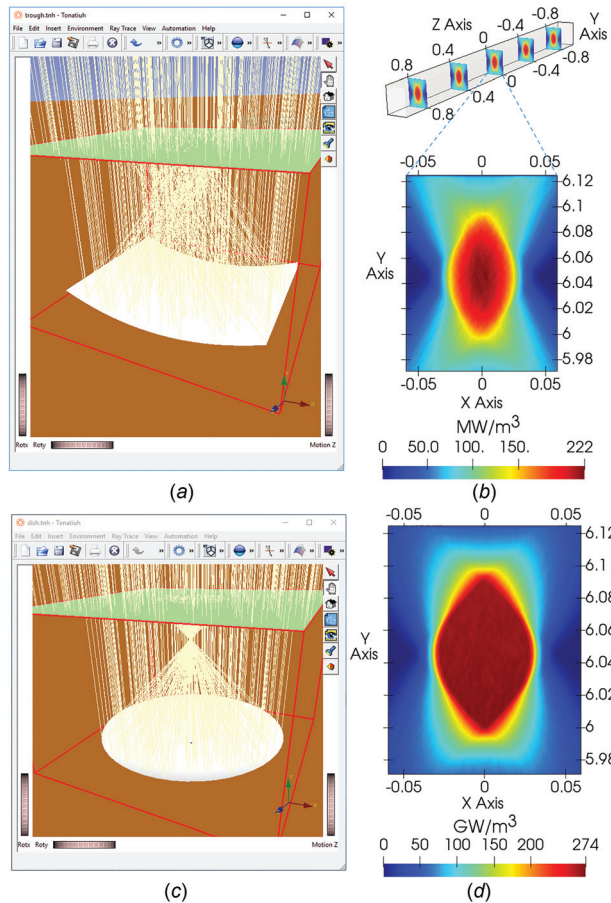 trough.tnh - Tonatiuh
File Edit Insert Environment Ray Trace View Automation Help
Rotx Roty Motion Z
(a)
Z Axis
Y Axis
0.8 0.4 0 -0.4 -0.8
0.8 0.4 0 -0.4 -0.8
-0.05 0 0.05
6.12
6.1
6.08
6.06
6.04
6.02
6
5.98
Y Axis
-0.05 0 0.05
X Axis
MW/m³
0 50.0 100. 150. 222
(b)
dish.tnh - Tonatiuh
File Edit Insert Environment Ray Trace View Automation Help
Rotx Roty Motion Z
(c)
-0.05 0 0.05
6.12
6.1
6.08
6.06
6.04
6.02
6
5.98
Y Axis
-0.05 0 0.05
X Axis
GW/m³
0 50 100 150 200 274
(d)